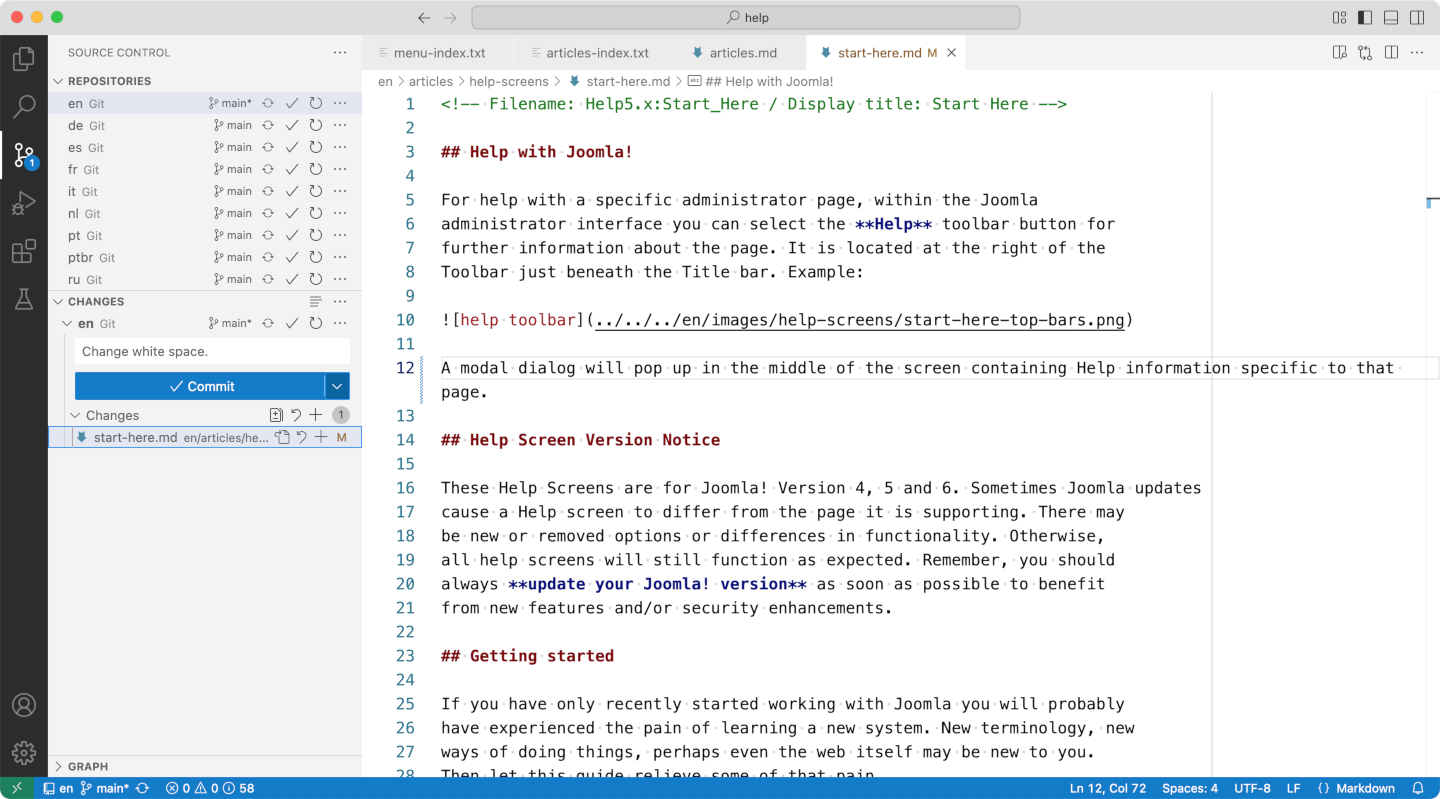 help
SOURCE CONTROL
REPOSITORIES
en Git main*
de Git main
es Git main
fr Git main
it Git main
nl Git main
pt Git main
ptbr Git main
ru Git main
CHANGES
en Git main*
Change white space.
Commit
Changes 1
start-here.md en/articles/he... M
GRAPH
1
menu-index.txt articles-index.txt articles.md start-here.md M
en articles help-screens start-here.md ## Help with Joomla!
1 <!-- Filename: Help5.x:Start_Here / Display title: Start Here -->
2
3 ## Help with Joomla!
4
5 For help with a specific administrator page, within the Joomla
6 administrator interface you can select the **Help** toolbar button for
7 further information about the page. It is located at the right of the
8 Toolbar just beneath the Title bar. Example:
9
10 ![help toolbar](../../../en/images/help-screens/start-here-top-bars.png)
11
12 A modal dialog will pop up in the middle of the screen containing Help information specific to that
page.
13
14 ## Help Screen Version Notice
15
16 These Help Screens are for Joomla! Version 4, 5 and 6. Sometimes Joomla updates
17 cause a Help screen to differ from the page it is supporting. There may
18 be new or removed options or differences in functionality. Otherwise,
19 all help screens will still function as expected. Remember, you should
20 always **update your Joomla! version** as soon as possible to benefit
21 from new features and/or security enhancements.
22
23 ## Getting started
24
25 If you have only recently started working with Joomla you will probably
26 have experienced the pain of learning a new system. New terminology, new
27 ways of doing things, perhaps even the web itself may be new to you.
28 Then let this guide relieve some of that pain
en main* 0 0 58 Ln 12, Col 72 Spaces: 4 UTF-8 LF {} Markdown